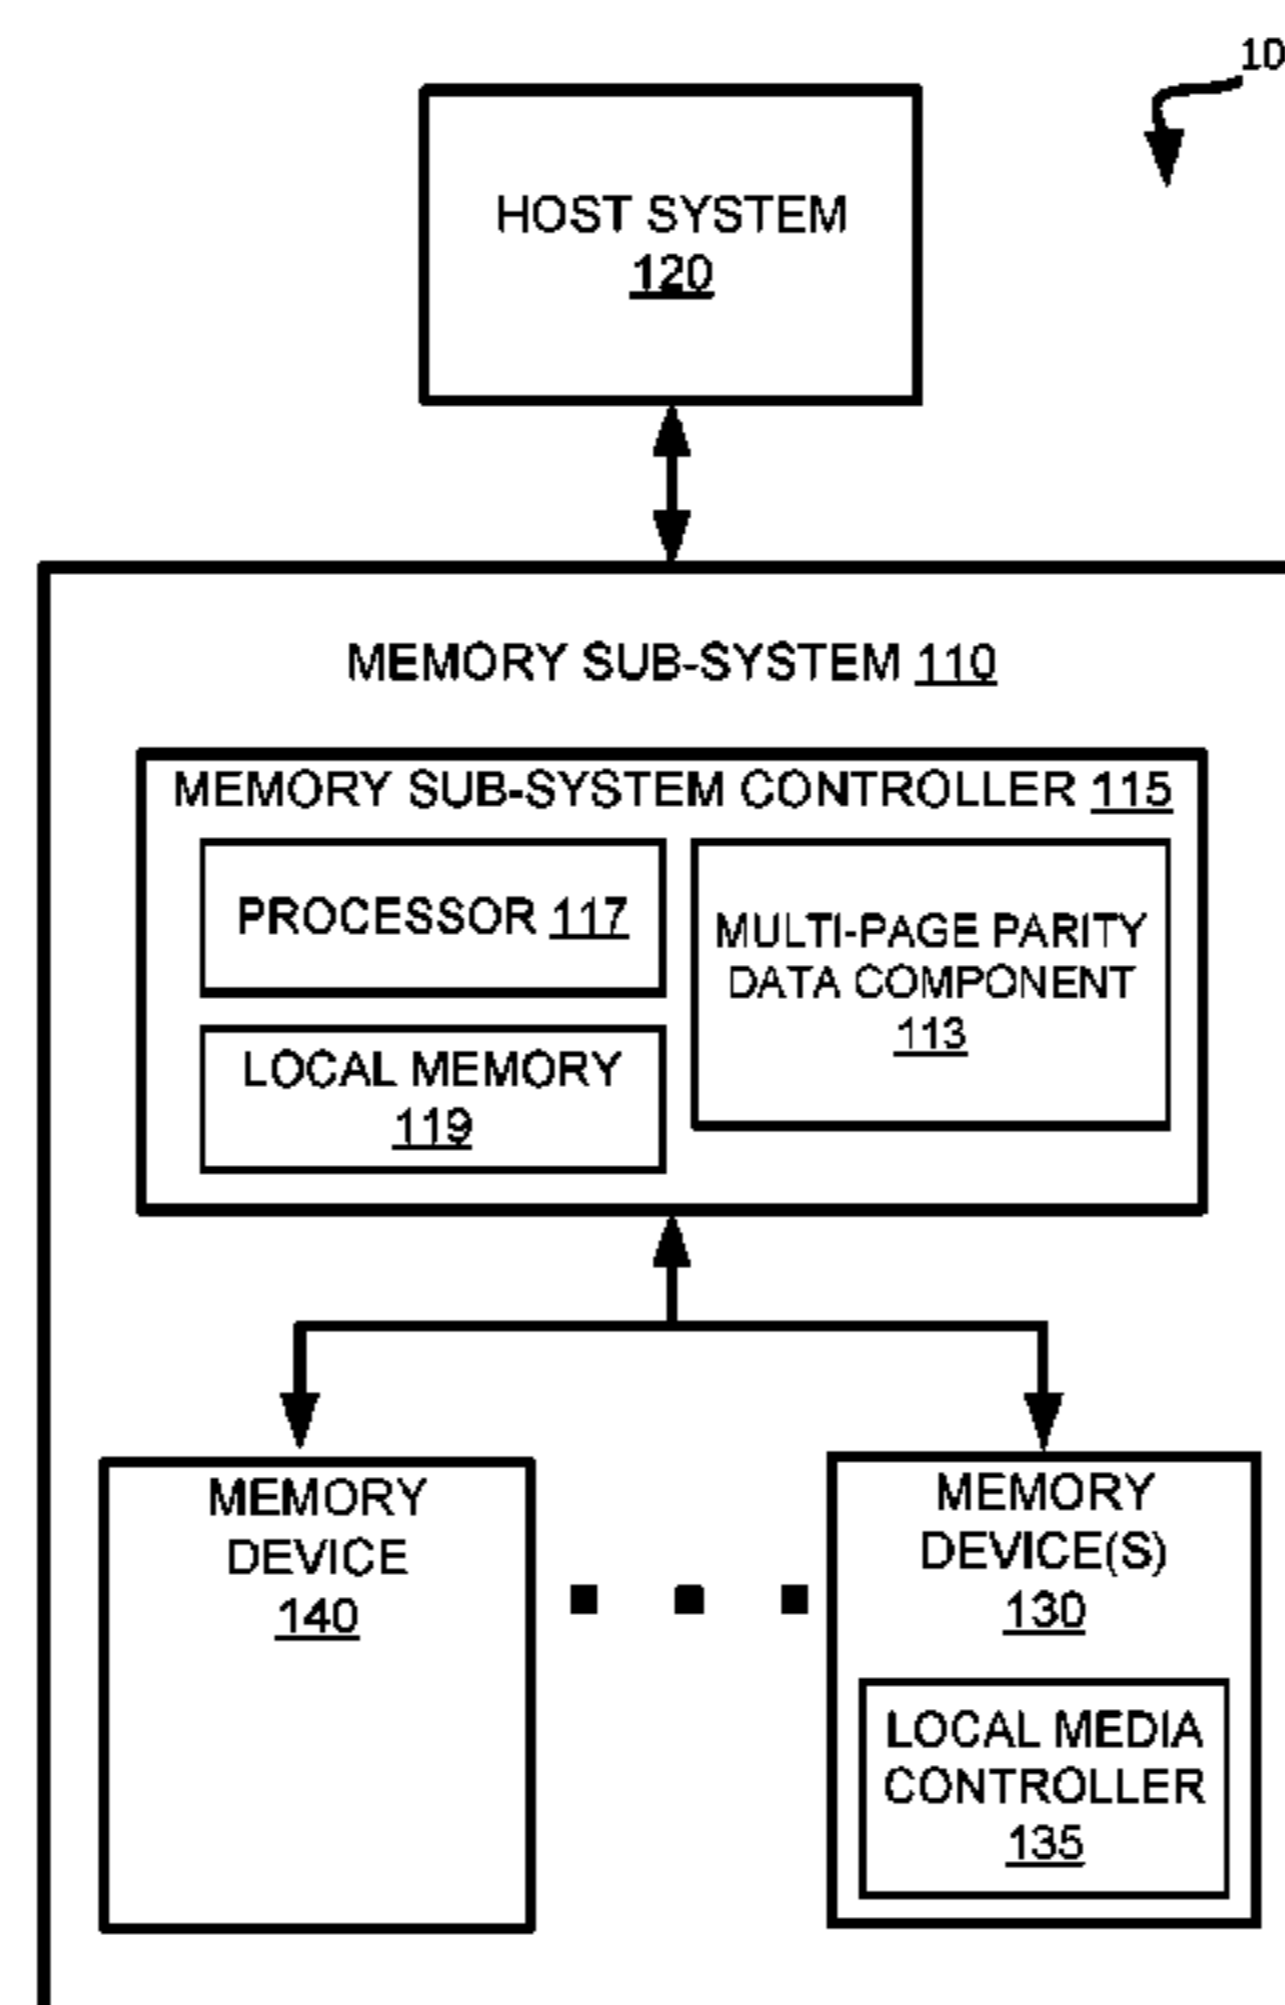 10
HOST SYSTEM
120
MEMORY SUB-SYSTEM 110
MEMORY SUB-SYSTEM CONTROLLER 115
PROCESSOR 117
MULTI-PAGE PARITY
DATA COMPONENT
113
LOCAL MEMORY
119
MEMORY
DEVICE
140
MEMORY
DEVICE(S)
130
LOCAL MEDIA
CONTROLLER
135